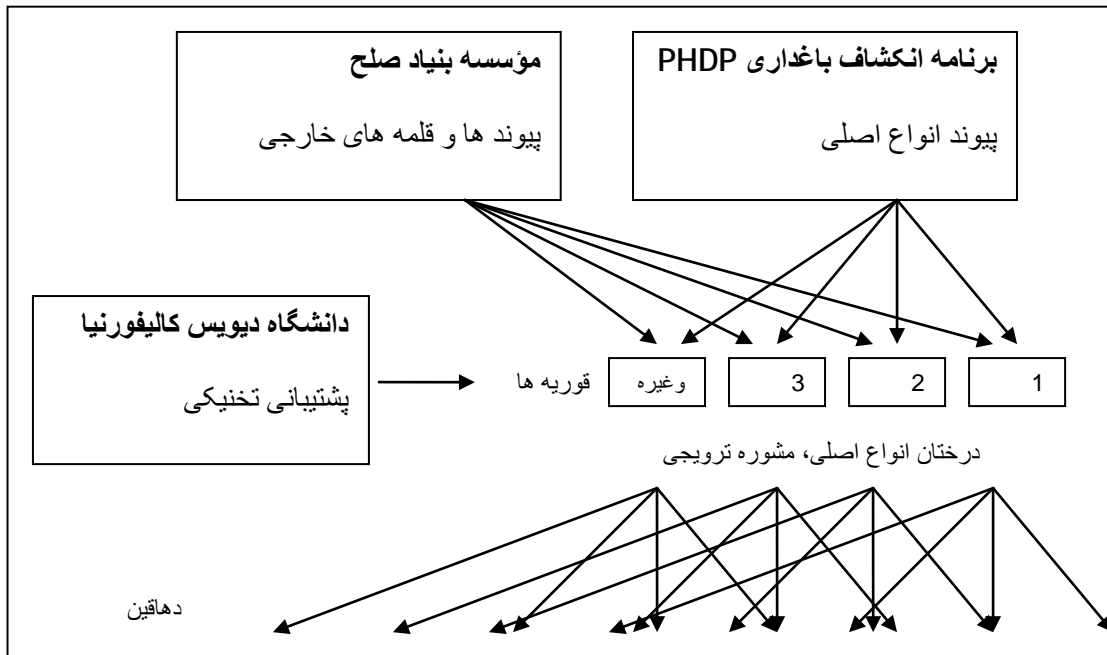 برنامه انکشاف باغداری PHDP
پیوند انواع اصلی
مؤسسه بنیاد صلح
پیوند ها و قلمه های خارجی
دانشگاه دیویس کالیفورنیا
پشتیبانی تخنیکی
قوریه ها
1
2
3
وغیره
درختان انواع اصلی، مشوره ترویجی
دهاقین